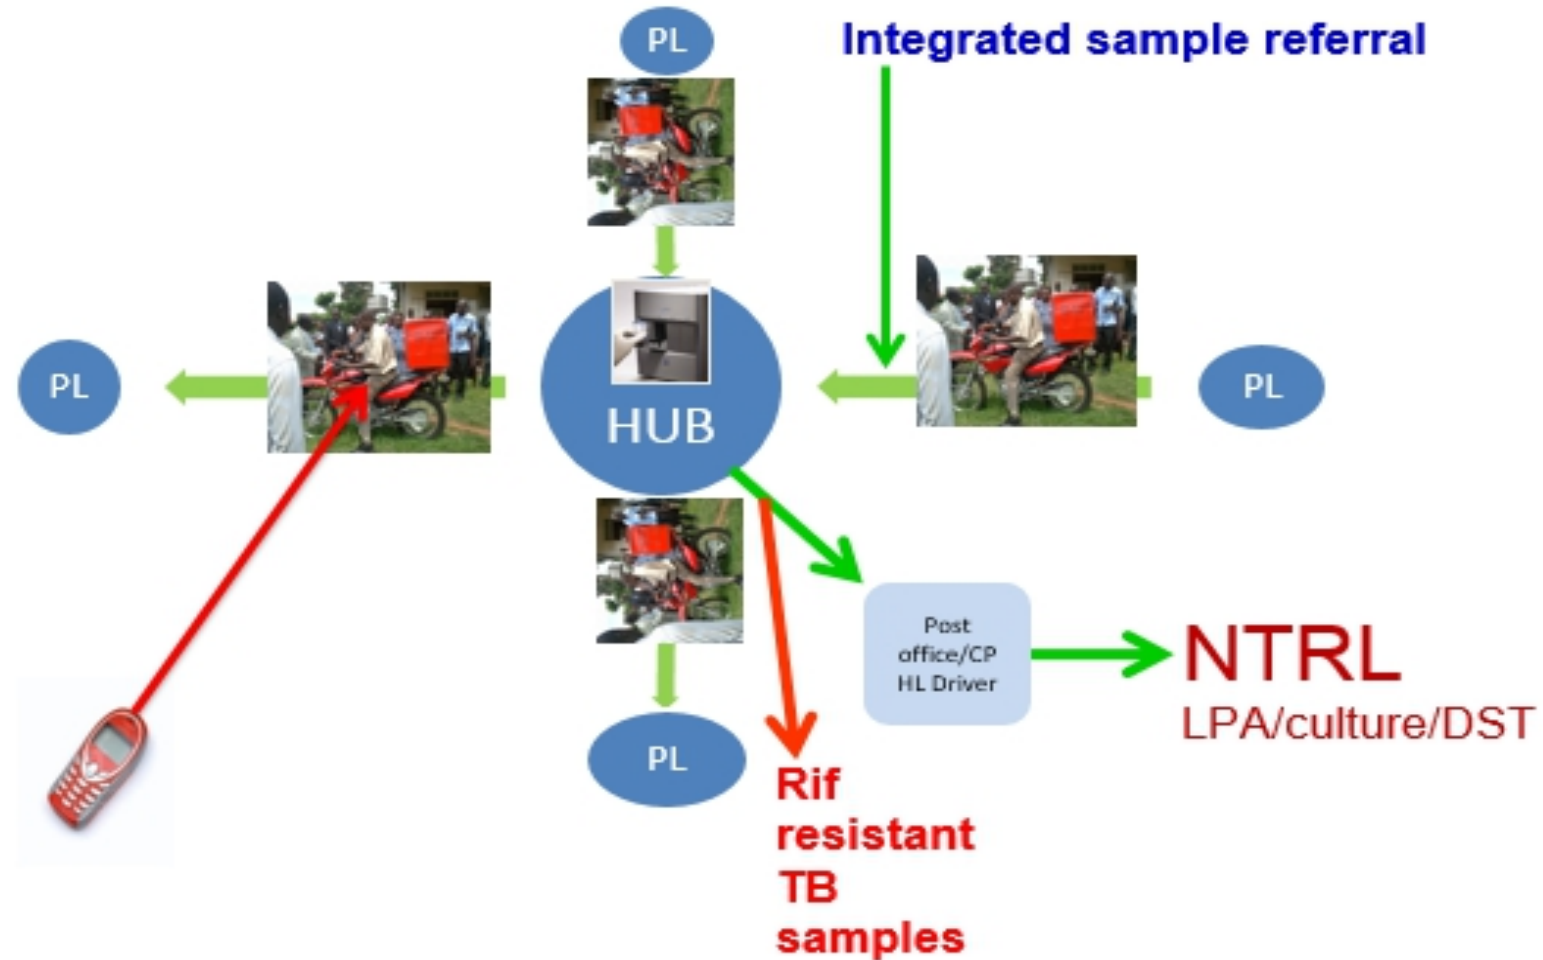 PL
Integrated sample referral
PL
HUB
PL
Post
office/CP
HL Driver
NTRL
LPA/culture/DST
PL
Rif
resistant
TB
samples